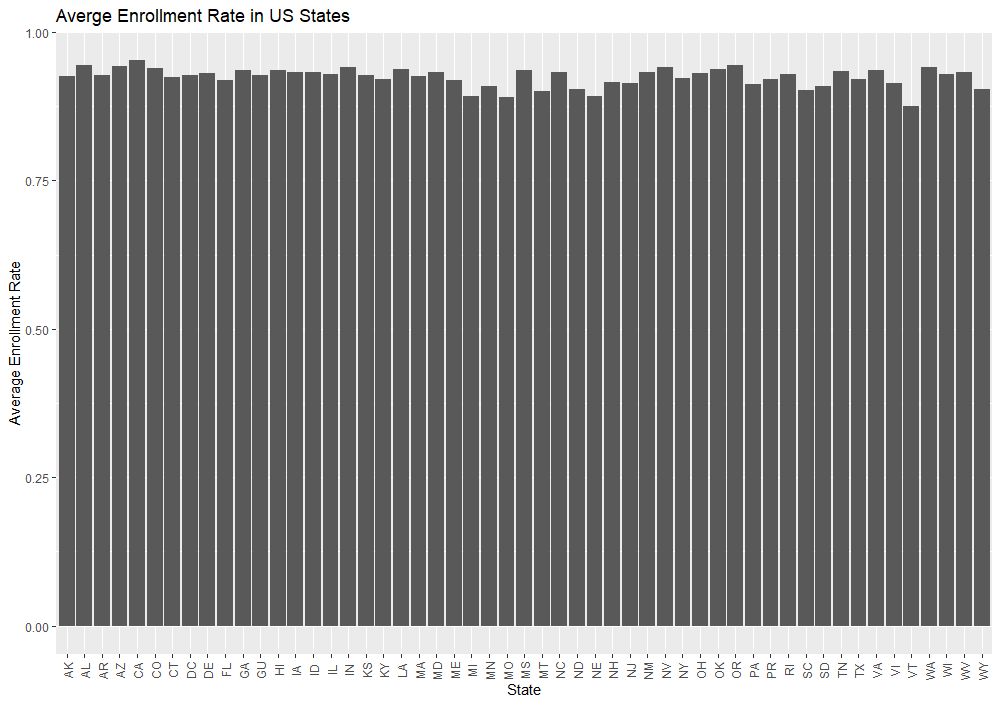 Averge Enrollment Rate in US States
1.00
0.75
0.50
0.25
0.00
Average Enrollment Rate
AK AL AR AZ CA CO CT DC DE FL GA GU HI IA ID IL IN KS KY LA MA MD ME MI MN MO MS MT NC ND NE NH NJ NM NV NY OH OK OR PA PR RI SC SD TN TX VA VI VT WA WI WV WY
State